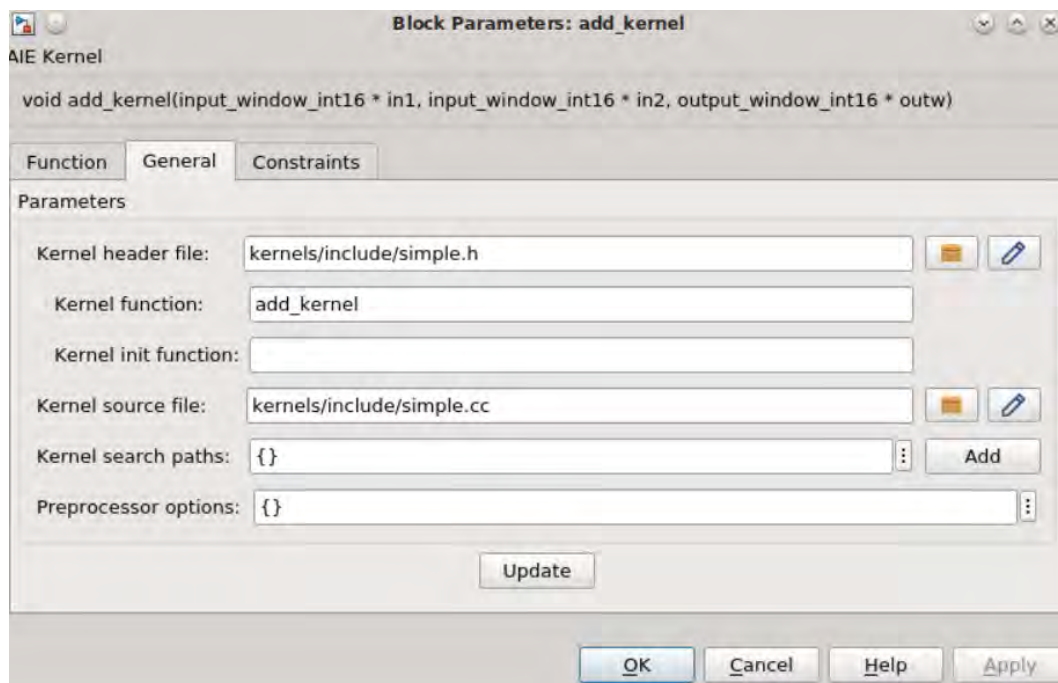 Block Parameters: add_kernel
AIE Kernel
void add_kernel(input_window_int16 * in1, input_window_int16 * in2, output_window_int16 * outw)
Function General Constraints
Parameters
Kernel header file: kernels/include/simple.h
Kernel function: add_kernel
Kernel init function:
Kernel source file: kernels/include/simple.cc
Kernel search paths: {} Add
Preprocessor options: {}
Update
OK Cancel Help Apply